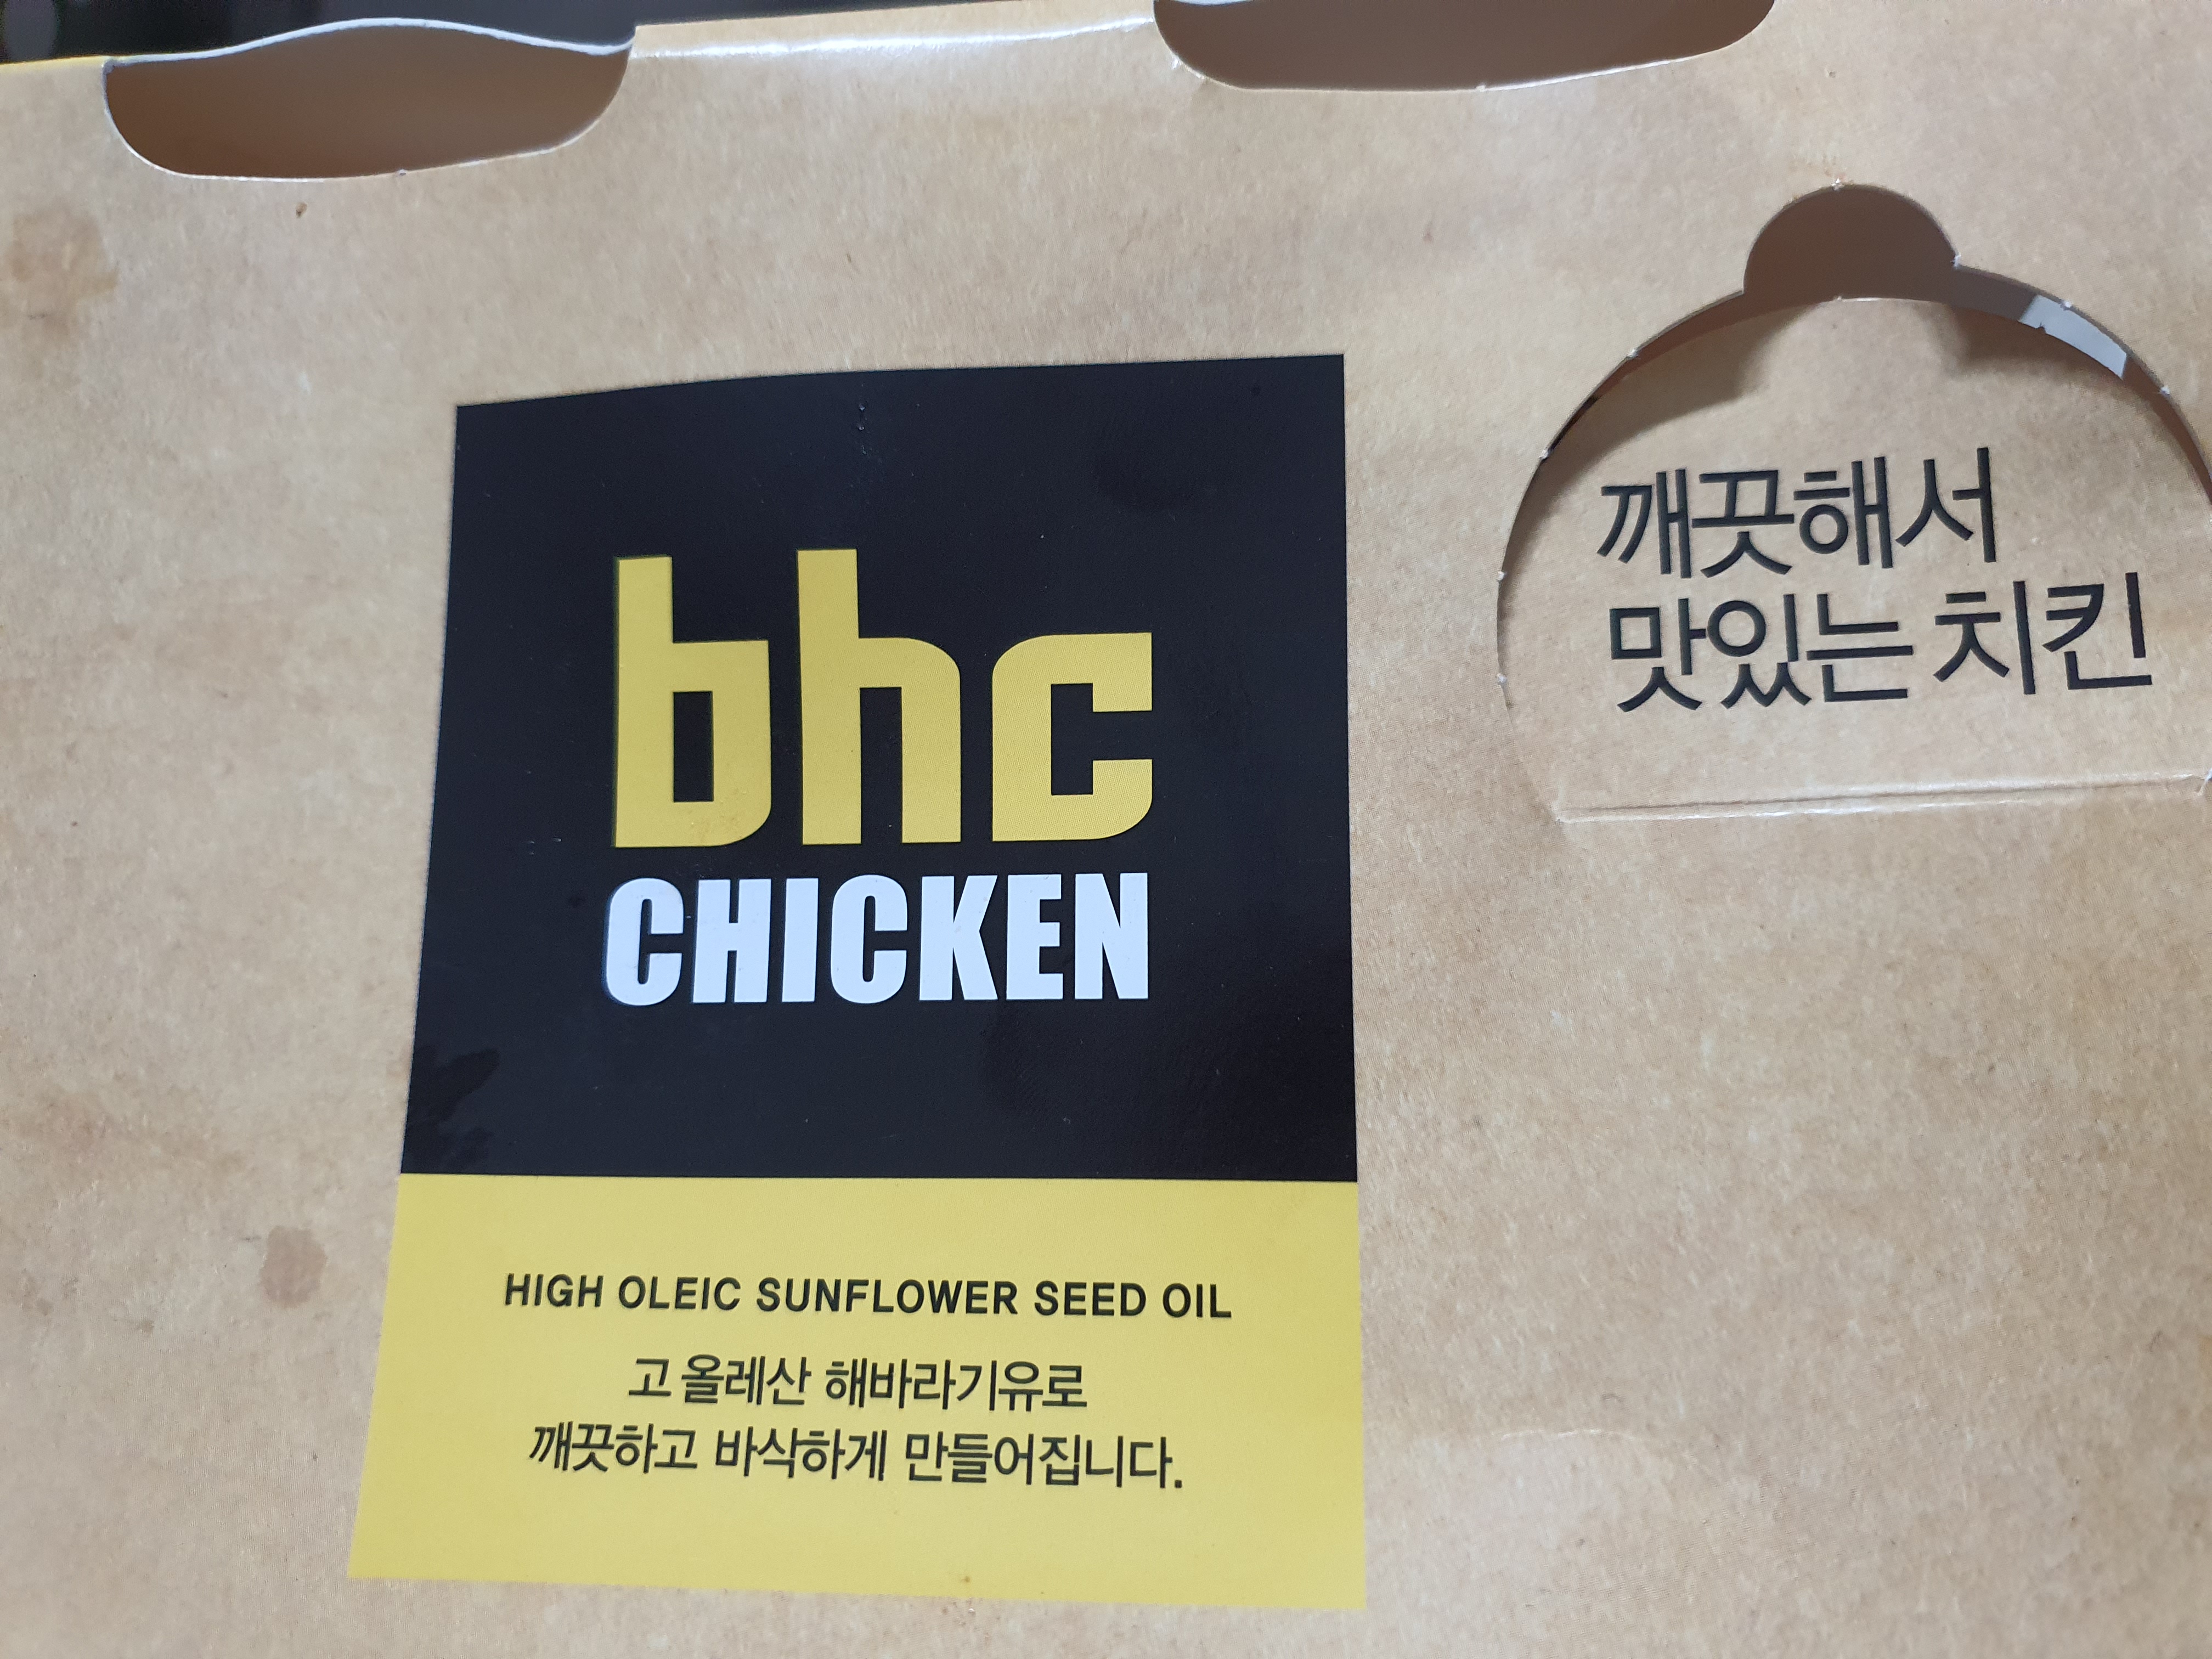 bhc
CHICKEN
HIGH OLEIC SUNFLOWER SEED OIL
고 올레산 해바라기유로
깨끗하고 바삭하게 만들어집니다.
깨끗해서
맛있는 치킨